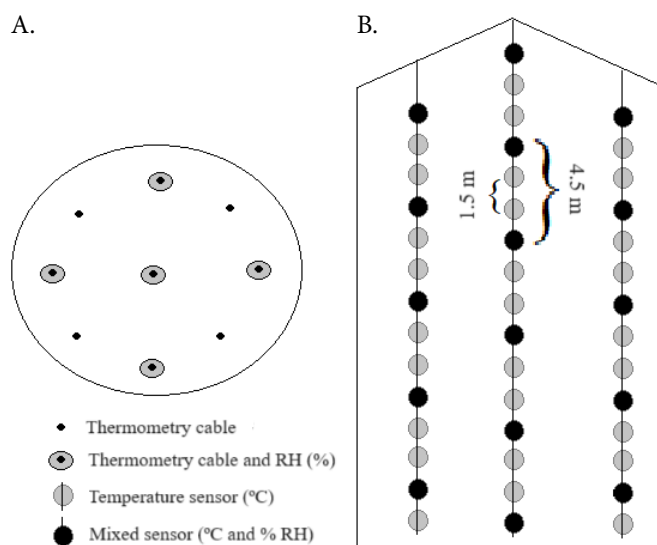 A.
B.
1.5 m
4.5 m
Thermometry cable
Thermometry cable and RH (%)
Temperature sensor (ºC)
Mixed sensor (ºC and % RH)